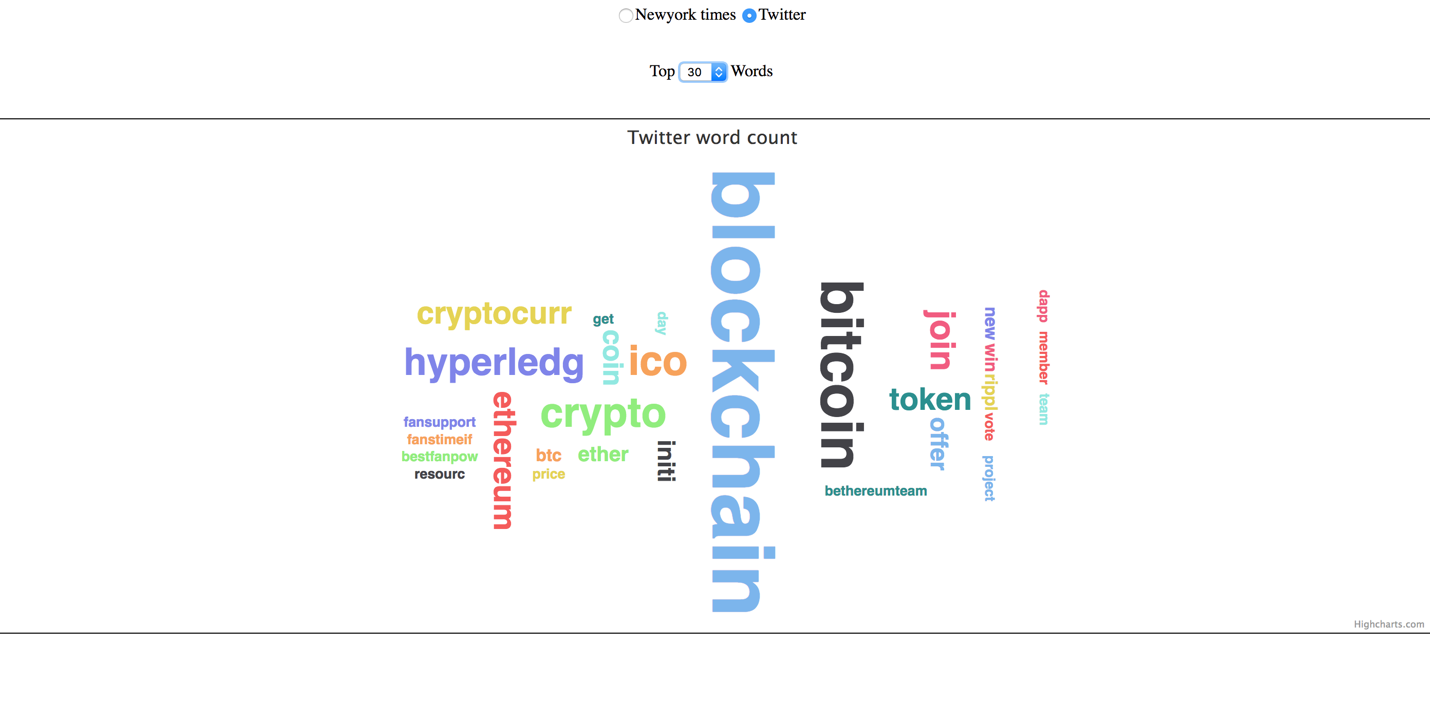 Newyork times Twitter
Top 30 Words
Twitter word count
blockchain
bitcoin
cryptocurr
get
day
coin
hyperledg
ico
join
new
win
rippl
vote
project
dapp
member
team
token
offer
crypto
ethereum
fansupport
fanstimeif
bestfanpow
resourc
btc
ether
price
initi
bethereumteam
Highcharts.com